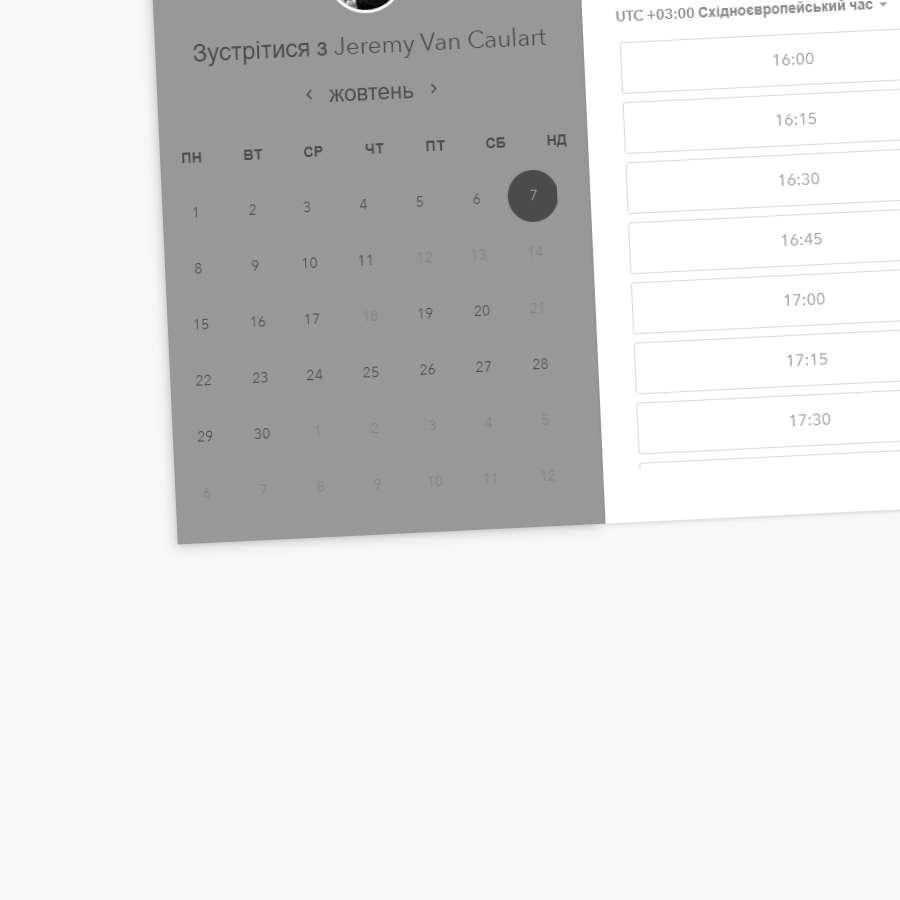 Зустрітися з Jeremy Van Caulart
‹ жовтень ›
ПН ВТ СР ЧТ ПТ СБ НД
1 2 3 4 5 6 7
8 9 10 11 12 13 14
15 16 17 18 19 20 21
22 23 24 25 26 27 28
29 30 1 2 3 4 5
6 7 8 9 10 11 12
UTC +03:00 Східноєвропейський час
16:00
16:15
16:30
16:45
17:00
17:15
17:30